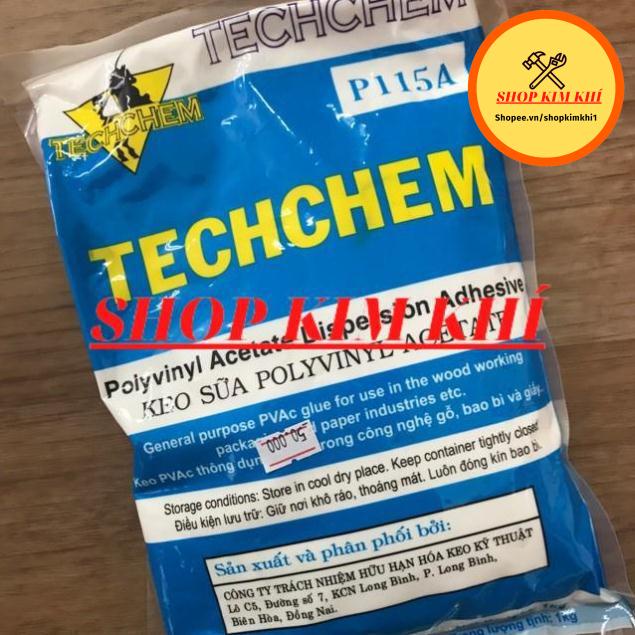 TECHCHEM
P115A
SHOP KIM KHÍ
Shopee.vn/shopkimkhi1
TECHCHEM
TECHCHEM
SHOP KIM KHÍ
Polyvinyl Acetate Dispersion Adhesive
KEO SỮA POLYVINYL ACETATE
General purpose PVAc glue for use in the wood working
paper industries etc.
50.000
Keo PVAc thông dụng trong công nghệ gỗ, bao bì và giấy
Storage conditions: Store in cool dry place. Keep container tightly closed
Điều kiện lưu trữ: Giữ nơi khô ráo, thoáng mát. Luôn đóng kín bao bì.
Sản xuất và phân phối bởi:
CÔNG TY TRÁCH NHIỆM HỮU HẠN HÓA KEO KỸ THUẬT
Lô C5, Đường số 7, KCN Long Bình, P. Long Bình,
Biên Hòa, Đồng Nai.
lượng tịnh: 1kg